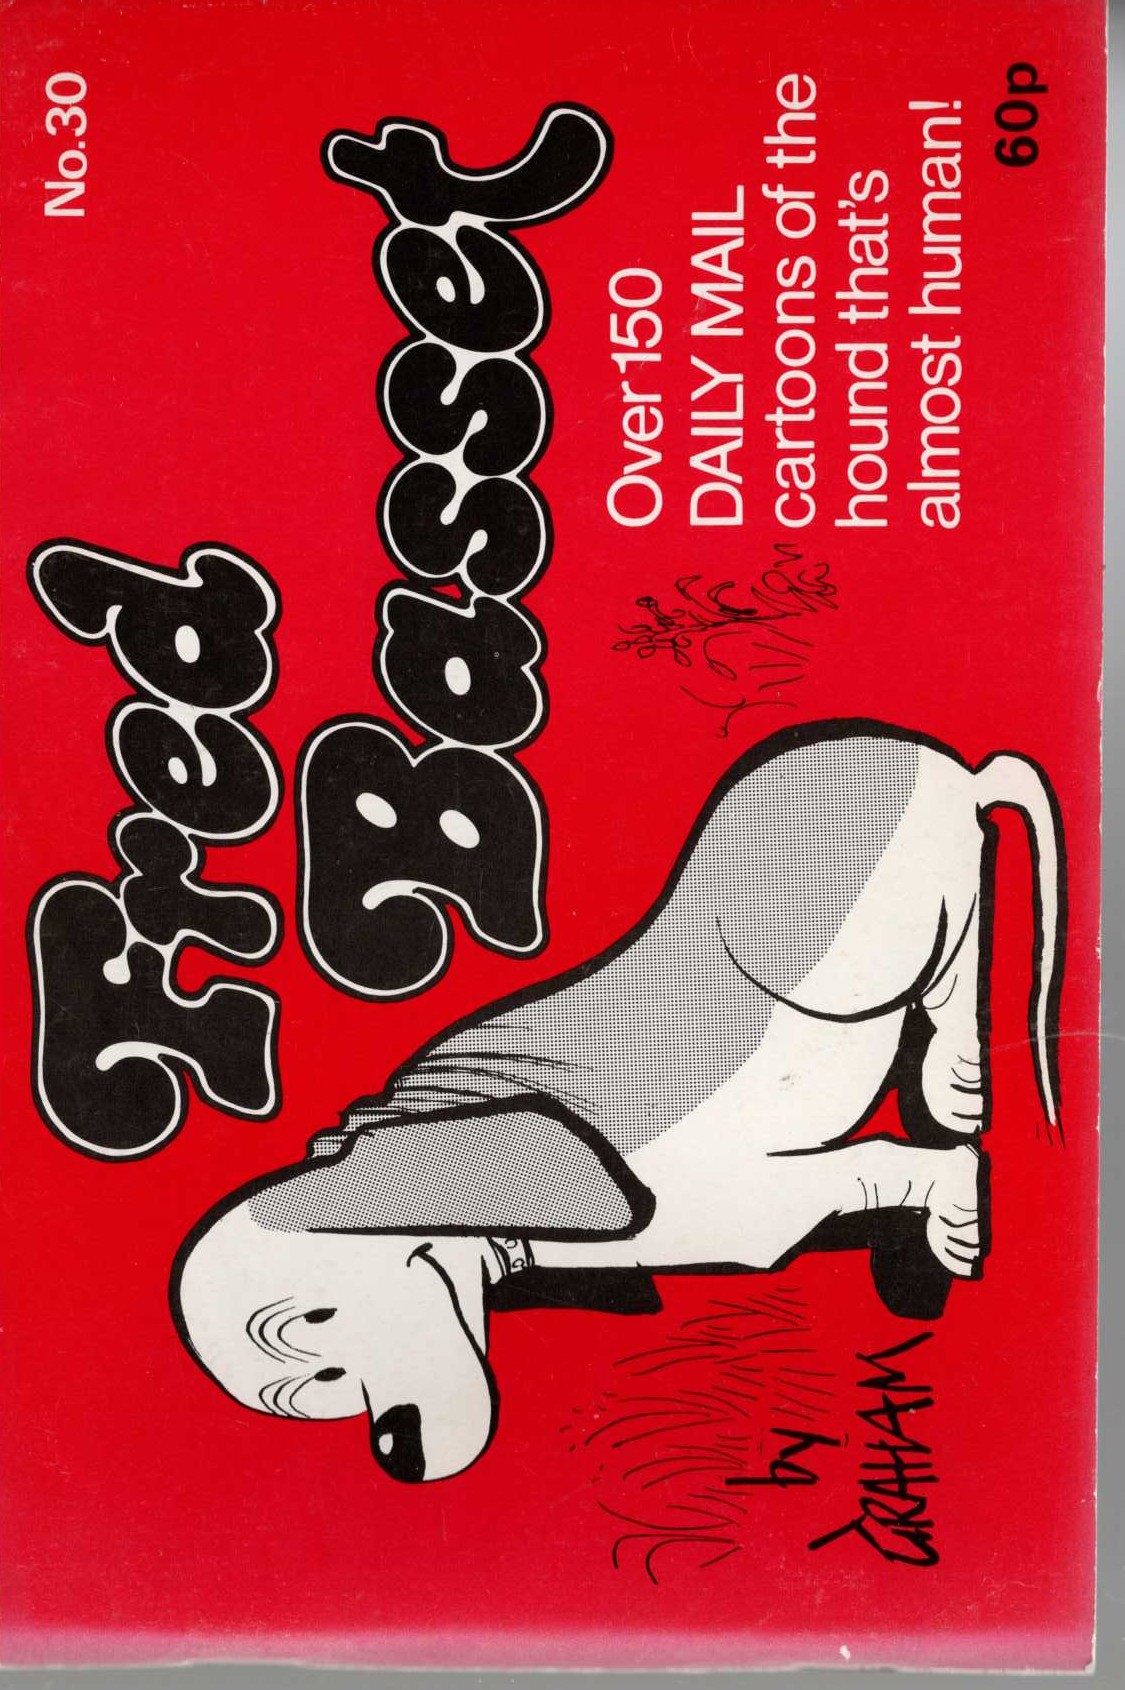 No.30
Fred
Basset
Over 150
DAILY MAIL
cartoons of the
hound that's
almost human!
by
GRAHAM
60p